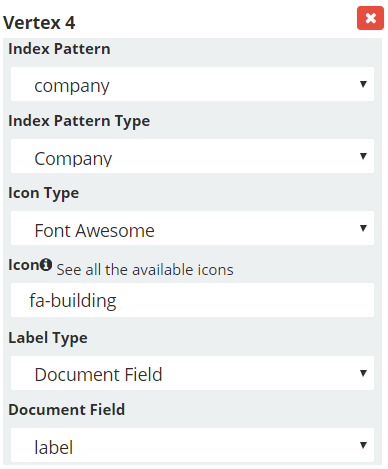 Vertex 4
Index Pattern
company
Index Pattern Type
Company
Icon Type
Font Awesome
Icon See all the available icons
fa-building
Label Type
Document Field
Document Field
label